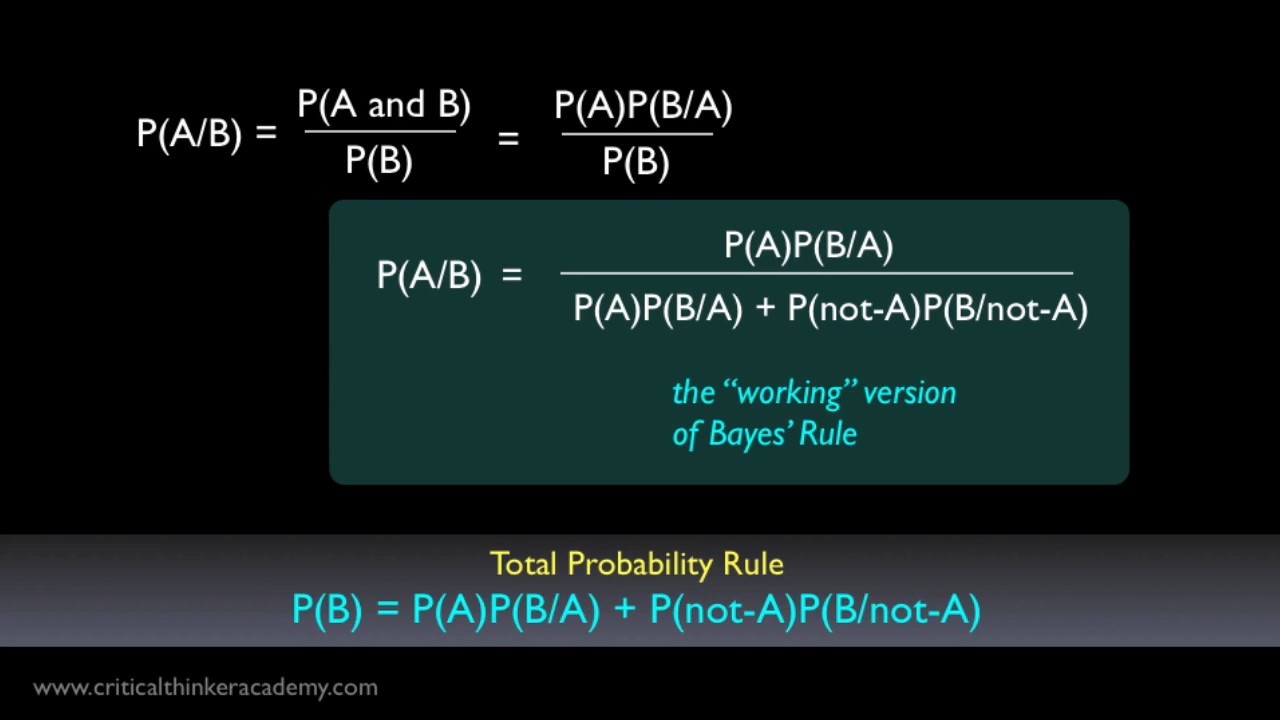 P(A/B) = P(A and B) / P(B) = P(A)P(B/A) / P(B)
P(A/B) = P(A)P(B/A) / P(A)P(B/A) + P(not-A)P(B/not-A)
the “working” version
of Bayes’ Rule
Total Probability Rule
P(B) = P(A)P(B/A) + P(not-A)P(B/not-A)
www.criticalthinkeracademy.com